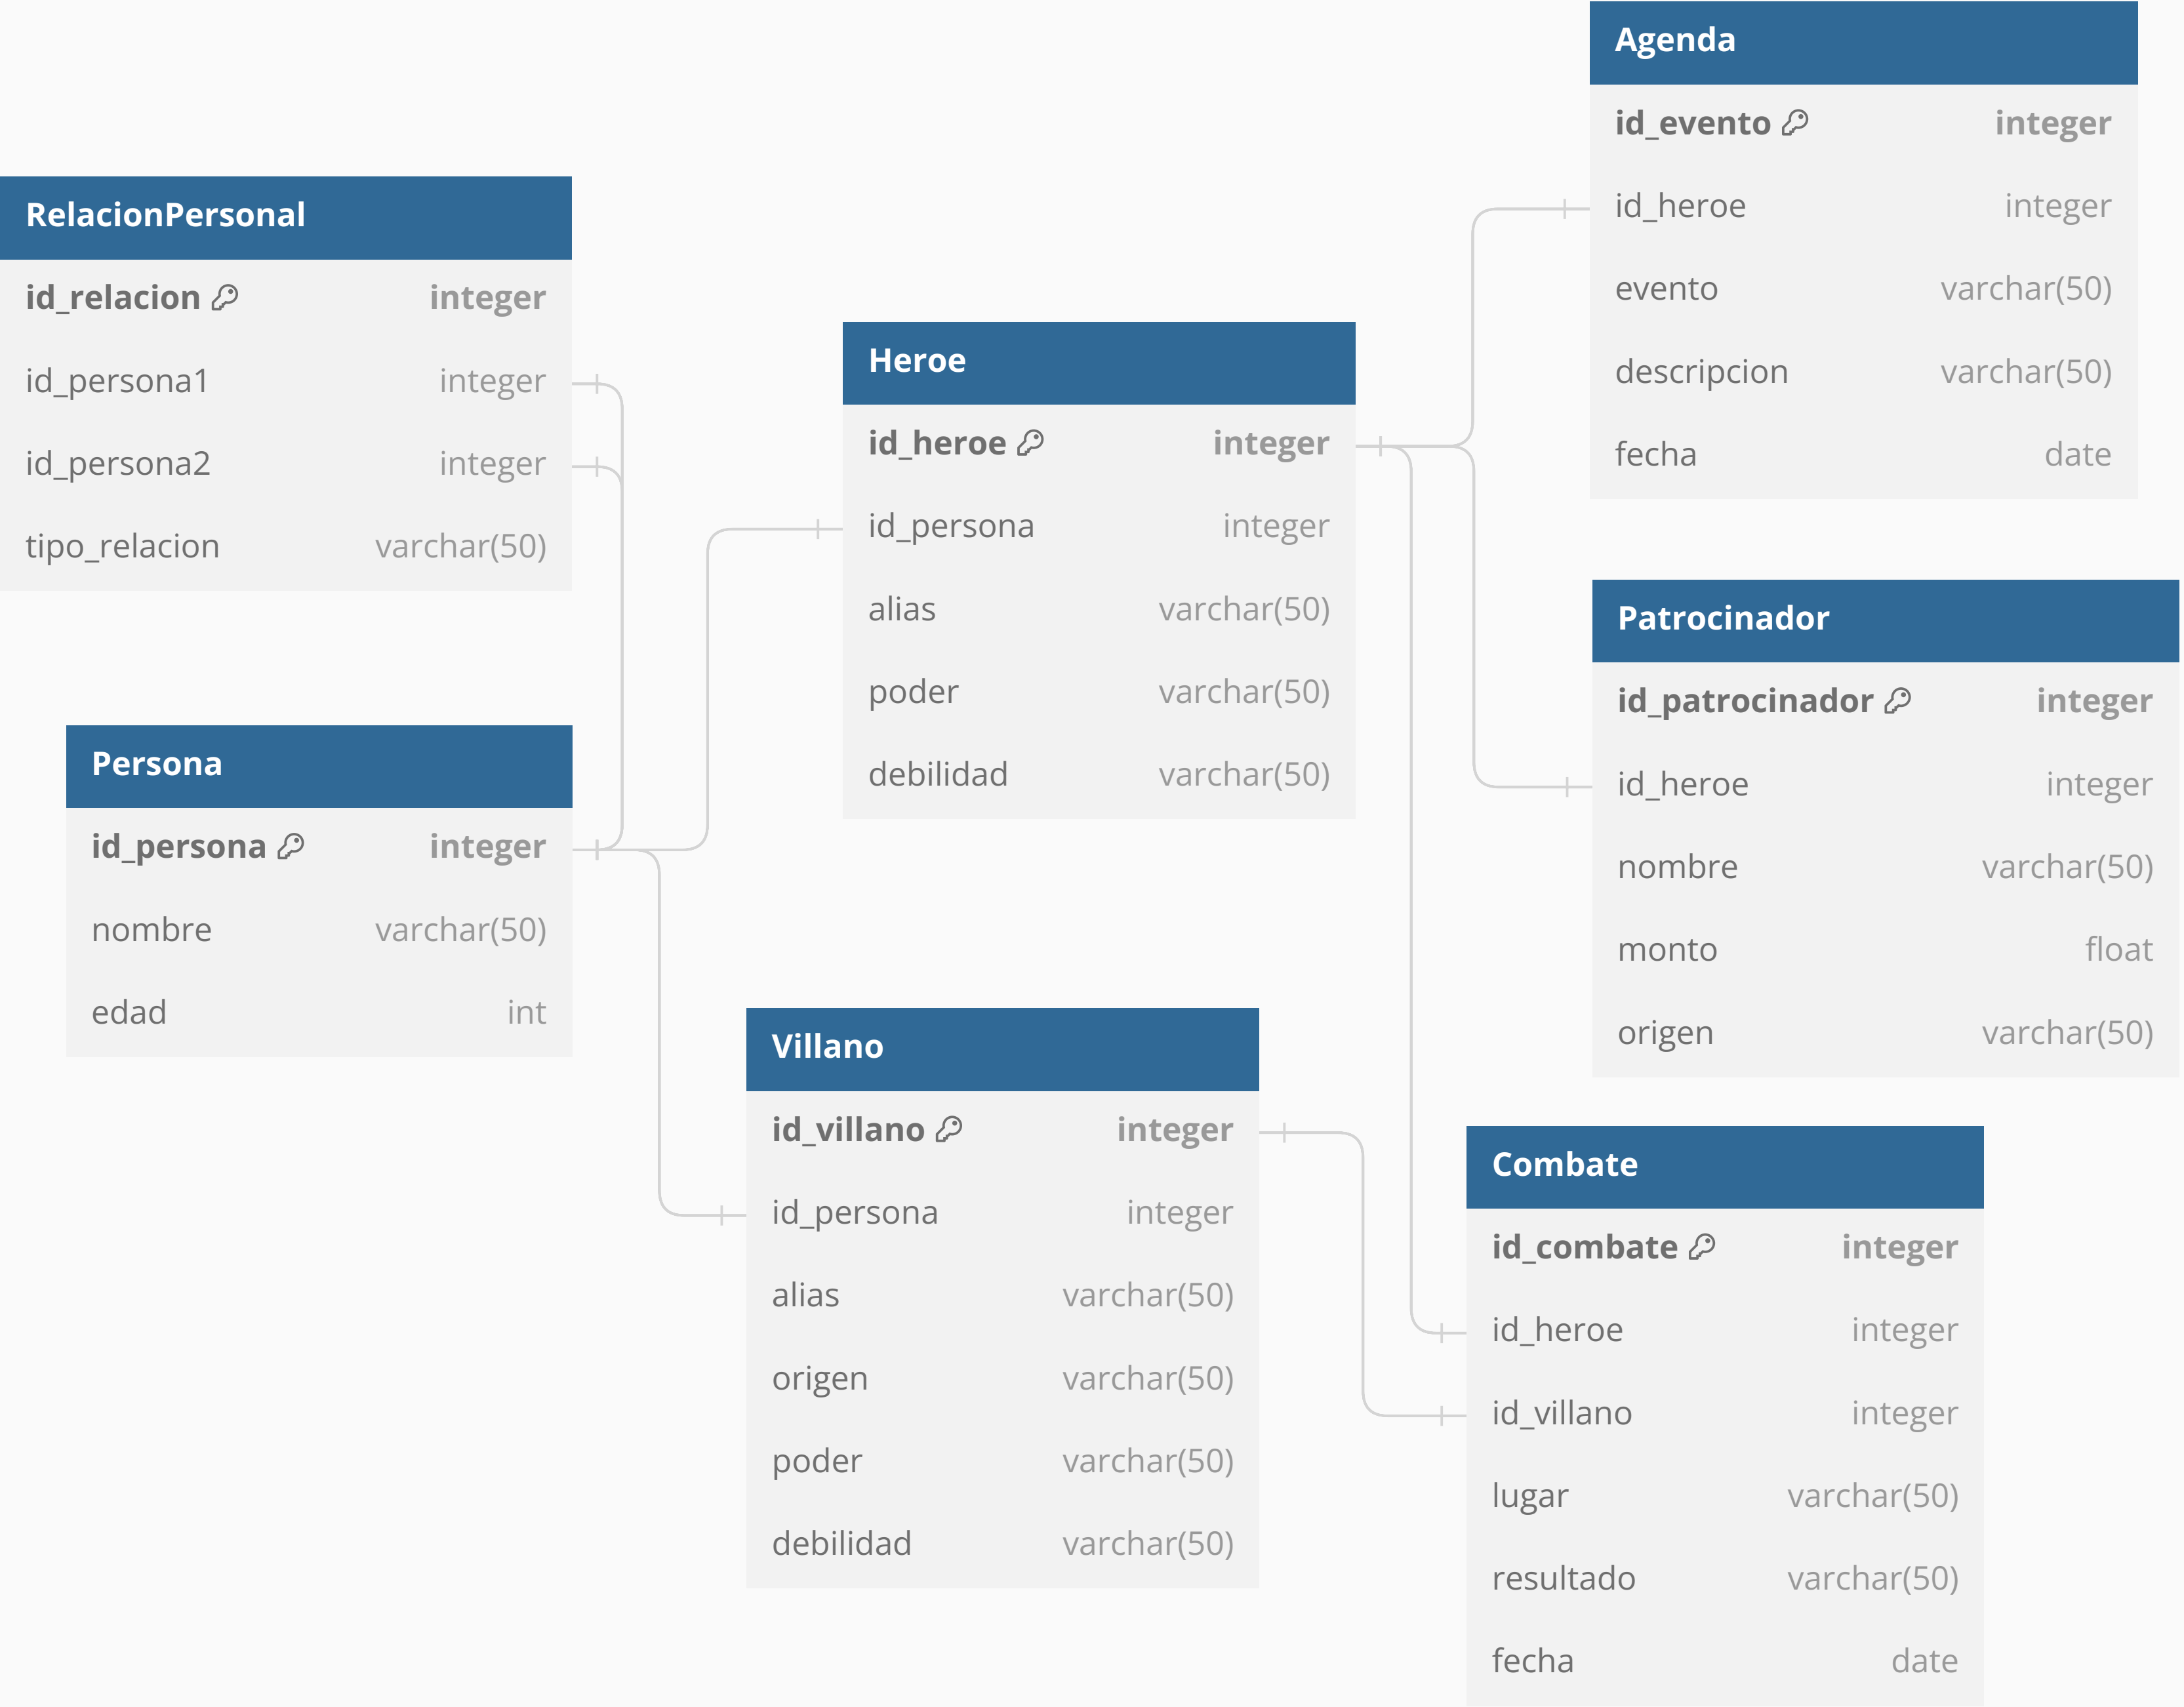 RelacionPersonal
id_relacion integer
id_persona1 integer
id_persona2 integer
tipo_relacion varchar(50)
Persona
id_persona integer
nombre varchar(50)
edad int
Heroe
id_heroe integer
id_persona integer
alias varchar(50)
poder varchar(50)
debilidad varchar(50)
Villano
id_villano integer
id_persona integer
alias varchar(50)
origen varchar(50)
poder varchar(50)
debilidad varchar(50)
Agenda
id_evento integer
id_heroe integer
evento varchar(50)
descripcion varchar(50)
fecha date
Patrocinador
id_patrocinador integer
id_heroe integer
nombre varchar(50)
monto float
origen varchar(50)
Combate
id_combate integer
id_heroe integer
id_villano integer
lugar varchar(50)
resultado varchar(50)
fecha date